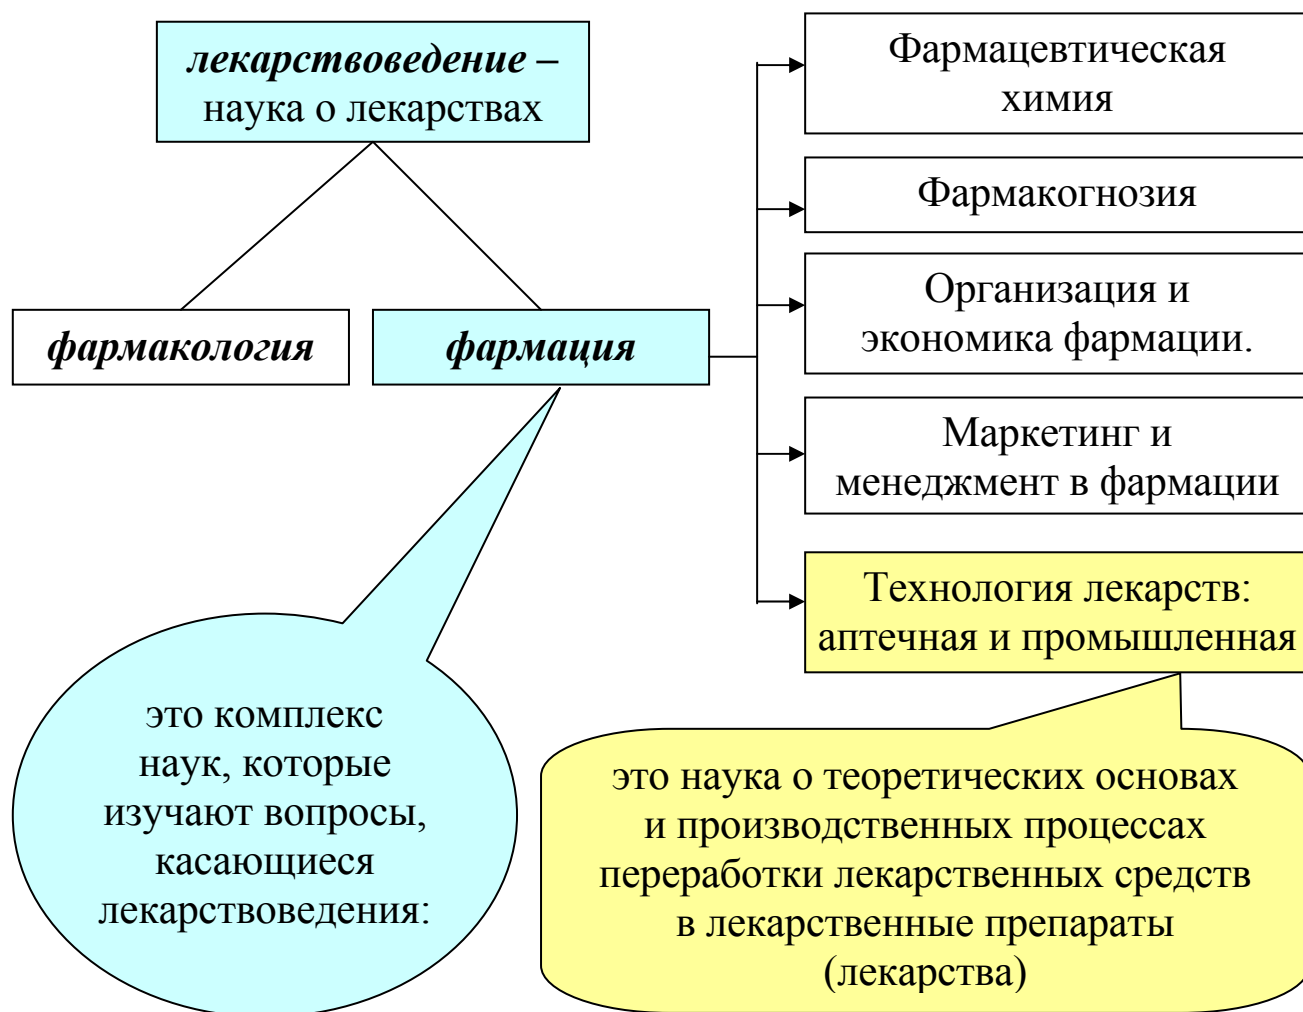 лекарствоведение –
наука о лекарствах
фармакология
фармация
Фармацевтическая
химия
Фармакогнозия
Организация и
экономика фармации.
Маркетинг и
менеджмент в фармации
Технология лекарств:
аптечная и промышленная
это комплекс
наук, которые
изучают вопросы,
касающиеся
лекарствоведения:
это наука о теоретических основах
и производственных процессах
переработки лекарственных средств
в лекарственные препараты
(лекарства)